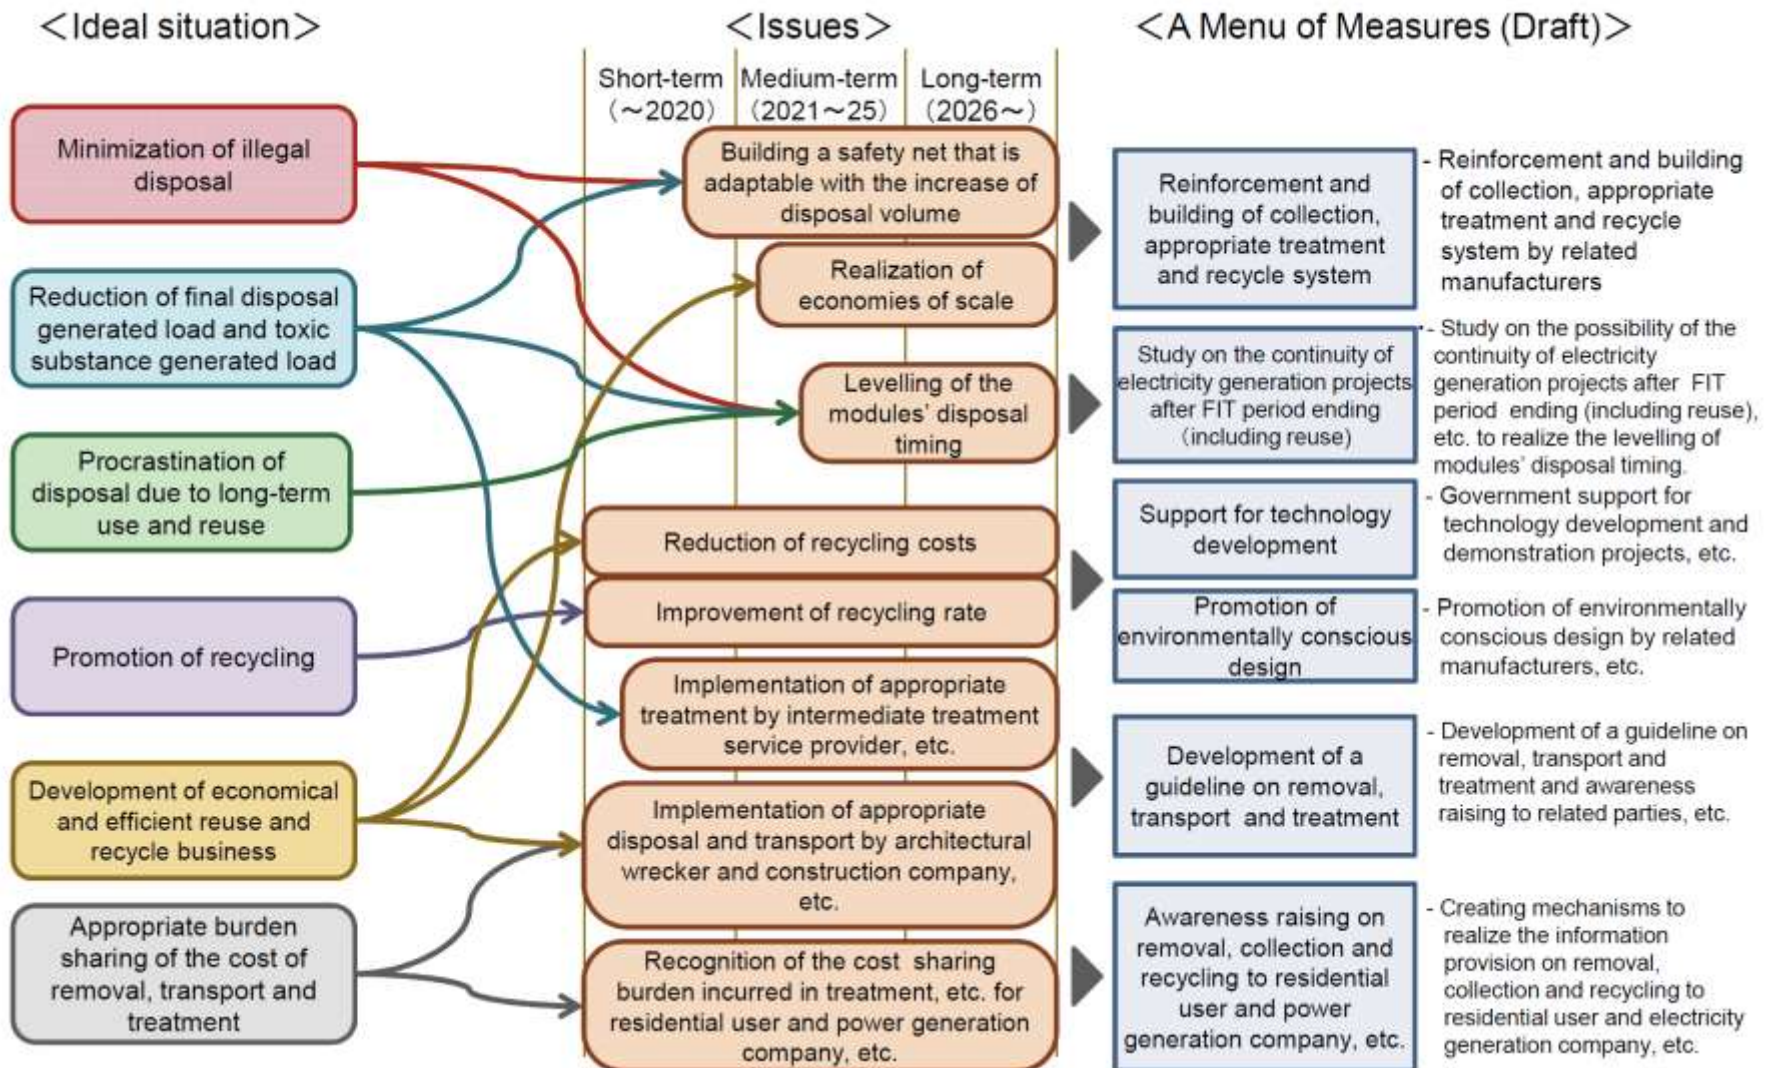 ＜Ideal situation＞
＜Issues＞
＜A Menu of Measures (Draft)＞
Short-term
（～2020）
Medium-term
（2021～25）
Long-term
（2026～）
Minimization of illegal
disposal
Reduction of final disposal
generated load and toxic
substance generated load
Procrastination of
disposal due to long-term
use and reuse
Promotion of recycling
Development of economical
and efficient reuse and
recycle business
Appropriate burden
sharing of the cost of
removal, transport and
treatment
Building a safety net that is
adaptable with the increase of
disposal volume
Realization of
economies of scale
Levelling of the
modules’ disposal
timing
Reduction of recycling costs
Improvement of recycling rate
Implementation of appropriate
treatment by intermediate treatment
service provider, etc.
Implementation of appropriate
disposal and transport by architectural
wrecker and construction company,
etc.
Recognition of the cost sharing
burden incurred in treatment, etc. for
residential user and power generation
company, etc.
Reinforcement and
building of collection,
appropriate treatment
and recycle system
Study on the continuity of
electricity generation projects
after FIT period ending
（including reuse）
Support for technology
development
Promotion of
environmentally conscious
design
Development of a
guideline on removal,
transport and treatment
Awareness raising on
removal, collection and
recycling to residential
user and power
generation company, etc.
- Reinforcement and building
of collection, appropriate
treatment and recycle
system by related
manufacturers
- Study on the possibility of the
continuity of electricity
generation projects after FIT
period ending (including reuse),
etc. to realize the levelling of
modules’ disposal timing.
- Government support for
technology development and
demonstration projects, etc.
- Promotion of environmentally
conscious design by related
manufacturers, etc.
- Development of a guideline on
removal, transport and
treatment and awareness
raising to related parties, etc.
- Creating mechanisms to
realize the information
provision on removal,
collection and recycling to
residential user and electricity
generation company, etc.